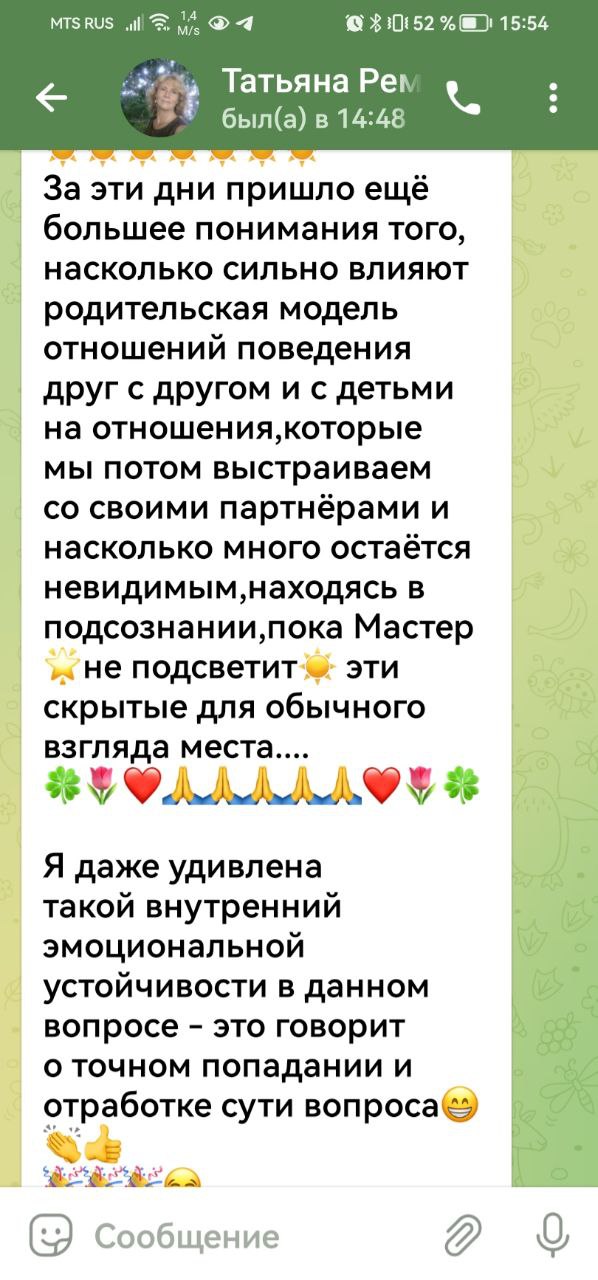 MTS RUS 1,4 M/s 52 % 15:54
Татьяна Рем
был(а) в 14:48
🌞🌞🌞🌞🌞🌞🌞
За эти дни пришло ещё
большее понимания того,
насколько сильно влияют
родительская модель
отношений поведения
друг с другом и с детьми
на отношения,которые
мы потом выстраиваем
со своими партнёрами и
насколько много остаётся
невидимым,находясь в
подсознании,пока Мастер
🌟не подсветит☀️ эти
скрытые для обычного
взгляда места....
🍀🌷❤️🙏🙏🙏🙏🙏❤️🌷🍀
Я даже удивлена
такой внутренний
эмоциональной
устойчивости в данном
вопросе – это говорит
о точном попадании и
отработке сути вопроса😁
👏👍
🎉🎉🎉😂
Сообщение